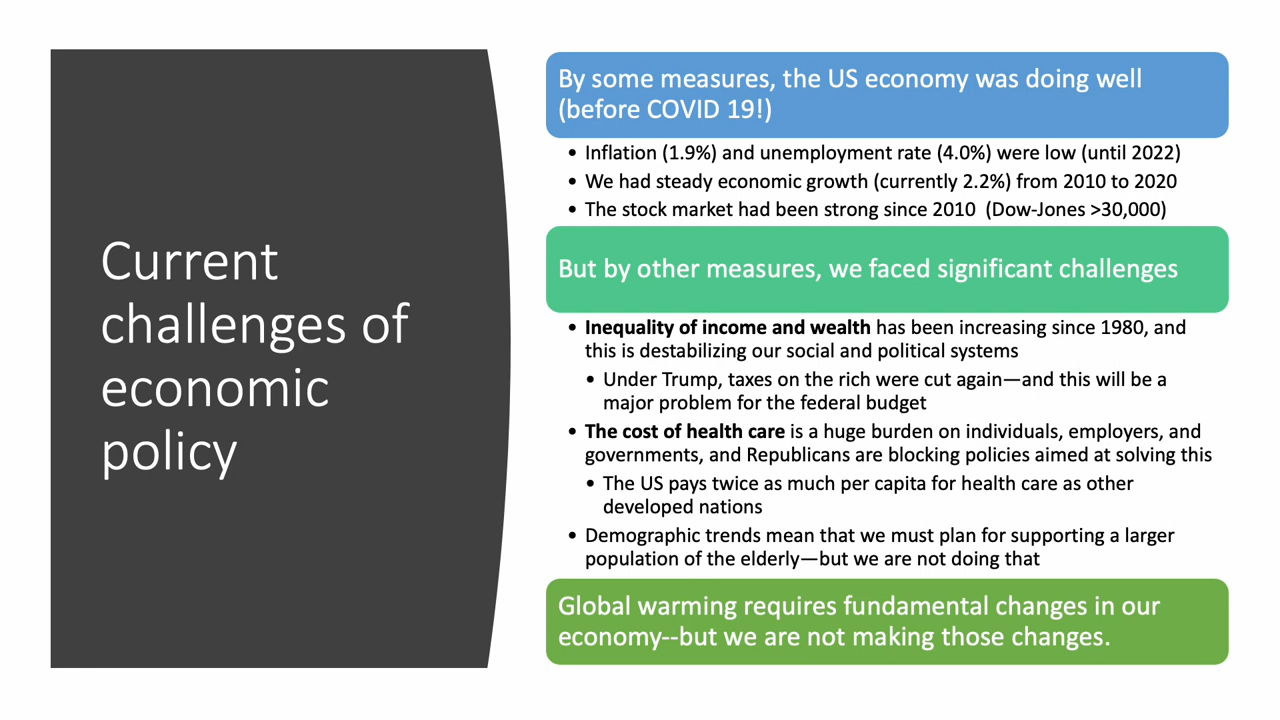 Current
challenges of
economic
policy
By some measures, the US economy was doing well
(before COVID 19!)
• Inflation (1.9%) and unemployment rate (4.0%) were low (until 2022)
• We had steady economic growth (currently 2.2%) from 2010 to 2020
• The stock market had been strong since 2010  (Dow-Jones >30,000)
But by other measures, we faced significant challenges
• Inequality of income and wealth has been increasing since 1980, and
this is destabilizing our social and political systems
• Under Trump, taxes on the rich were cut again—and this will be a
major problem for the federal budget
• The cost of health care is a huge burden on individuals, employers, and
governments, and Republicans are blocking policies aimed at solving this
• The US pays twice as much per capita for health care as other
developed nations
• Demographic trends mean that we must plan for supporting a larger
population of the elderly—but we are not doing that
Global warming requires fundamental changes in our
economy--but we are not making those changes.